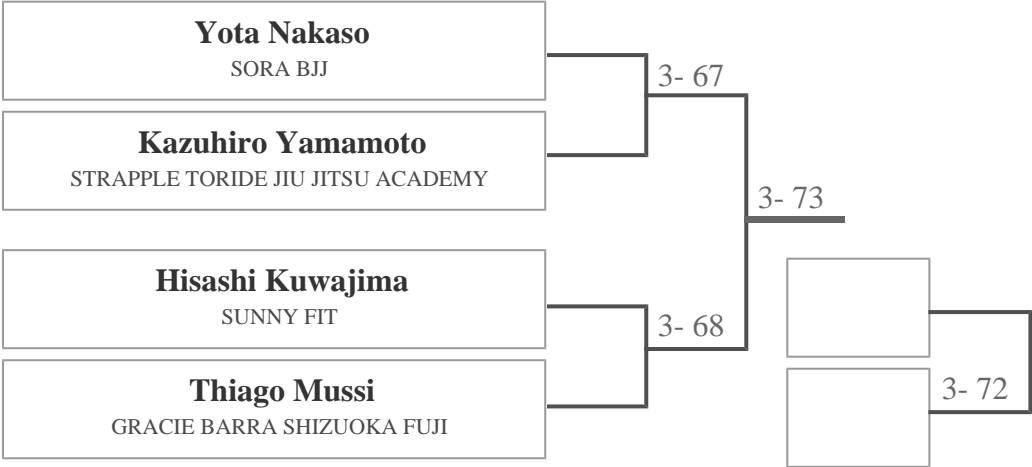 Yota Nakaso
SORA BJJ
3- 67
Kazuhiro Yamamoto
STRAPPLE TORIDE JIU JITSU ACADEMY
3- 73
Hisashi Kuwajima
SUNNY FIT
3- 68
Thiago Mussi
GRACIE BARRA SHIZUOKA FUJI
3- 72